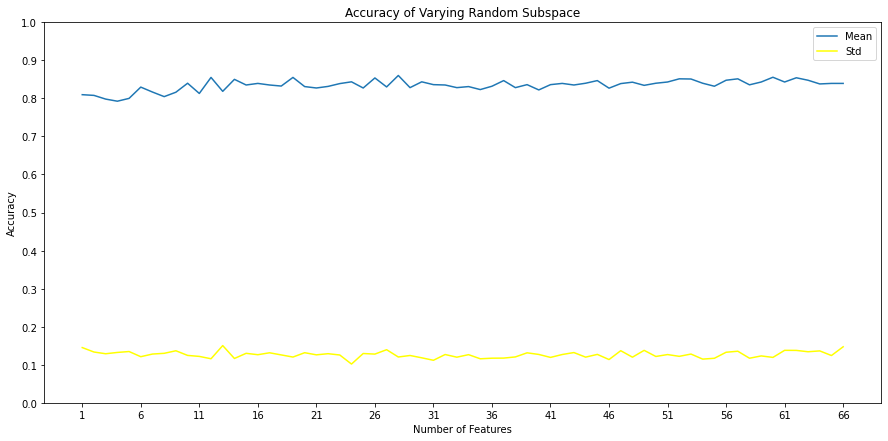 Accuracy of Varying Random Subspace
Mean
Std
1.0
0.9
0.8
0.7
0.6
0.5
0.4
0.3
0.2
0.1
0.0
Accuracy
1 6 11 16 21 26 31 36 41 46 51 56 61 66
Number of Features